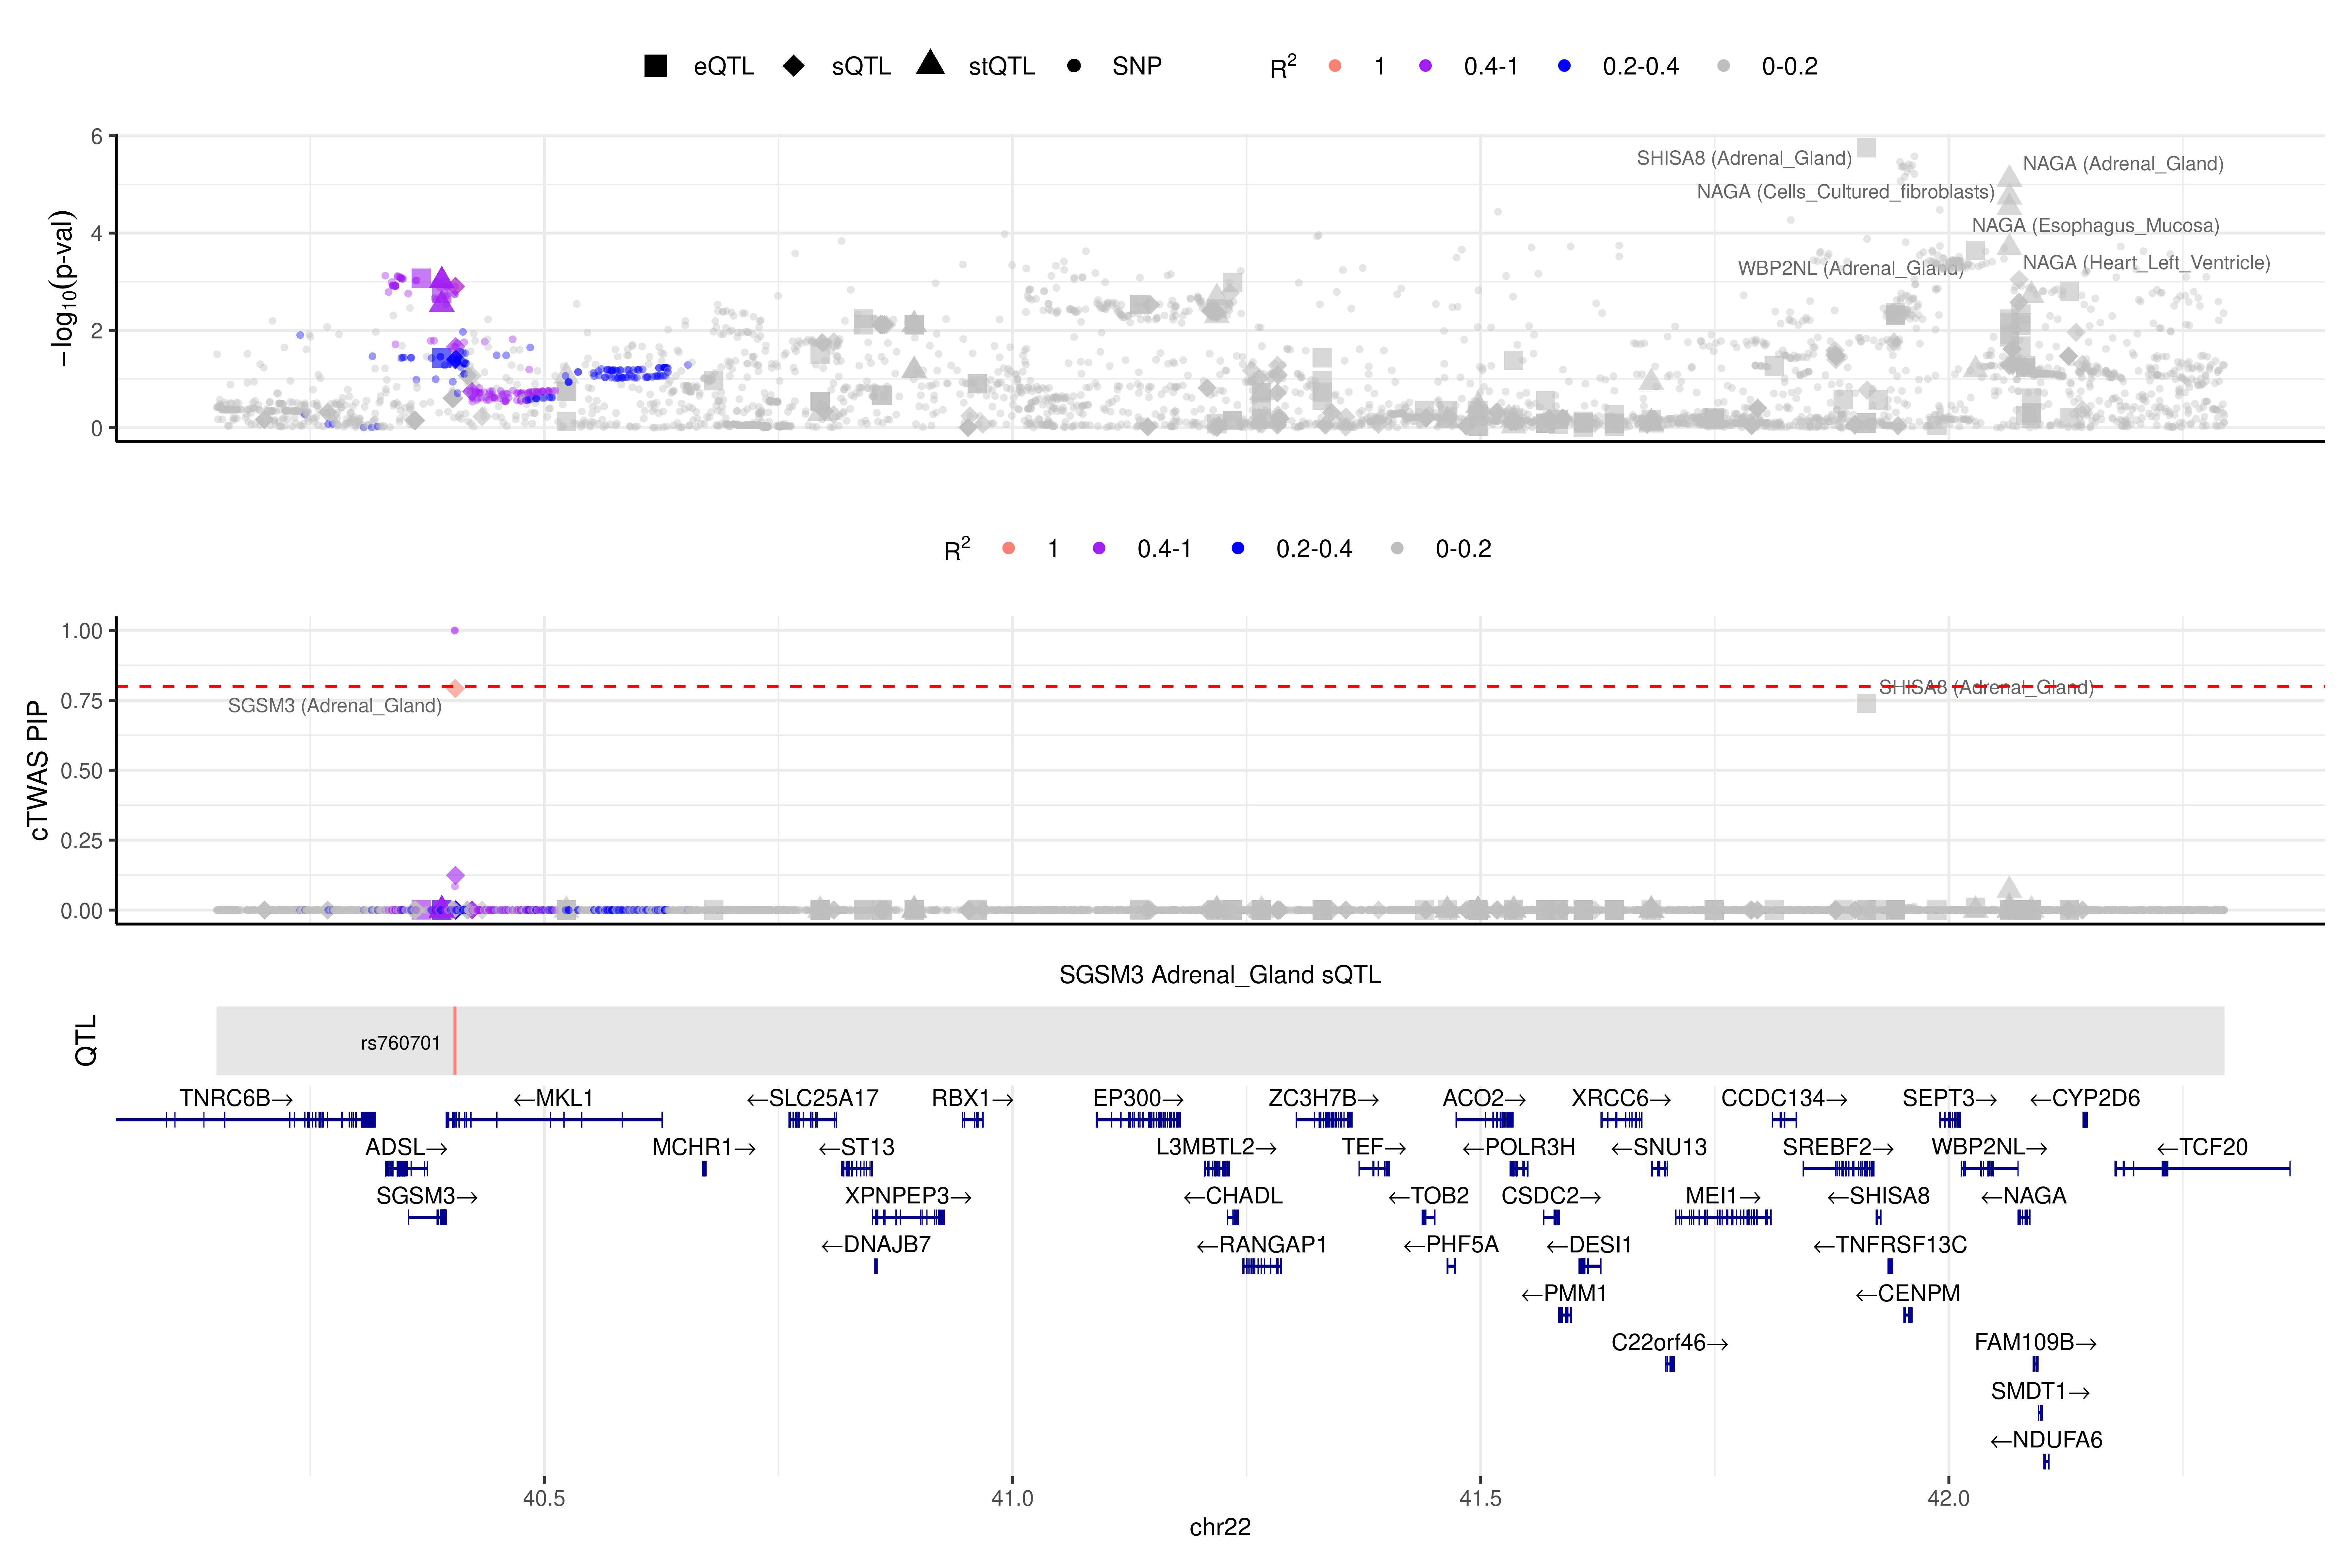 eQTL sQTL stQTL SNP R2 1 0.4-1 0.2-0.4 0-0.2
−log10(p-val)
6
4
2
0
SHISA8 (Adrenal_Gland)
NAGA (Adrenal_Gland)
NAGA (Cells_Cultured_fibroblasts)
NAGA (Esophagus_Mucosa)
WBP2NL (Adrenal_Gland)
NAGA (Heart_Left_Ventricle)
R2 1 0.4-1 0.2-0.4 0-0.2
cTWAS PIP
1.00
0.75
0.50
0.25
0.00
SHISA8 (Adrenal_Gland)
SGSM3 (Adrenal_Gland)
SGSM3 Adrenal_Gland sQTL
QTL
rs760701
TNRC6B→ ←MKL1 ←SLC25A17 RBX1→ EP300→ ZC3H7B→ ACO2→ XRCC6→ CCDC134→ SEPT3→ ←CYP2D6
ADSL→ MCHR1→ ←ST13 L3MBTL2→ TEF→ ←POLR3H ←SNU13 SREBF2→ WBP2NL→ ←TCF20
SGSM3→ XPNPEP3→ ←CHADL ←TOB2 CSDC2→ MEI1→ ←SHISA8 ←NAGA
←DNAJB7 ←RANGAP1 ←PHF5A ←DESI1 ←TNFRSF13C
←PMM1 ←CENPM
C22orf46→ FAM109B→
SMDT1→
←NDUFA6
40.5 41.0 41.5 42.0
chr22